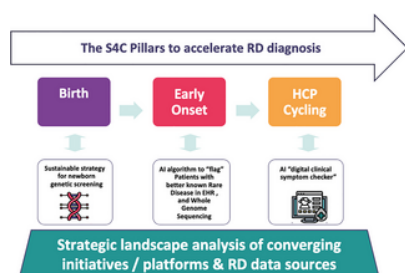 The S4C Pillars to accelerate RD diagnosis
Birth
Early
Onset
HCP
Cycling
Sustainable strategy
for newborn
genetic screening
AI algorithm to "flag"
Patients with
better known Rare
Disease in EHR ,
and Whole
Genome
Sequencing
AI "digital clinical
symptom checker"
Strategic landscape analysis of converging
initiatives / platforms & RD data sources